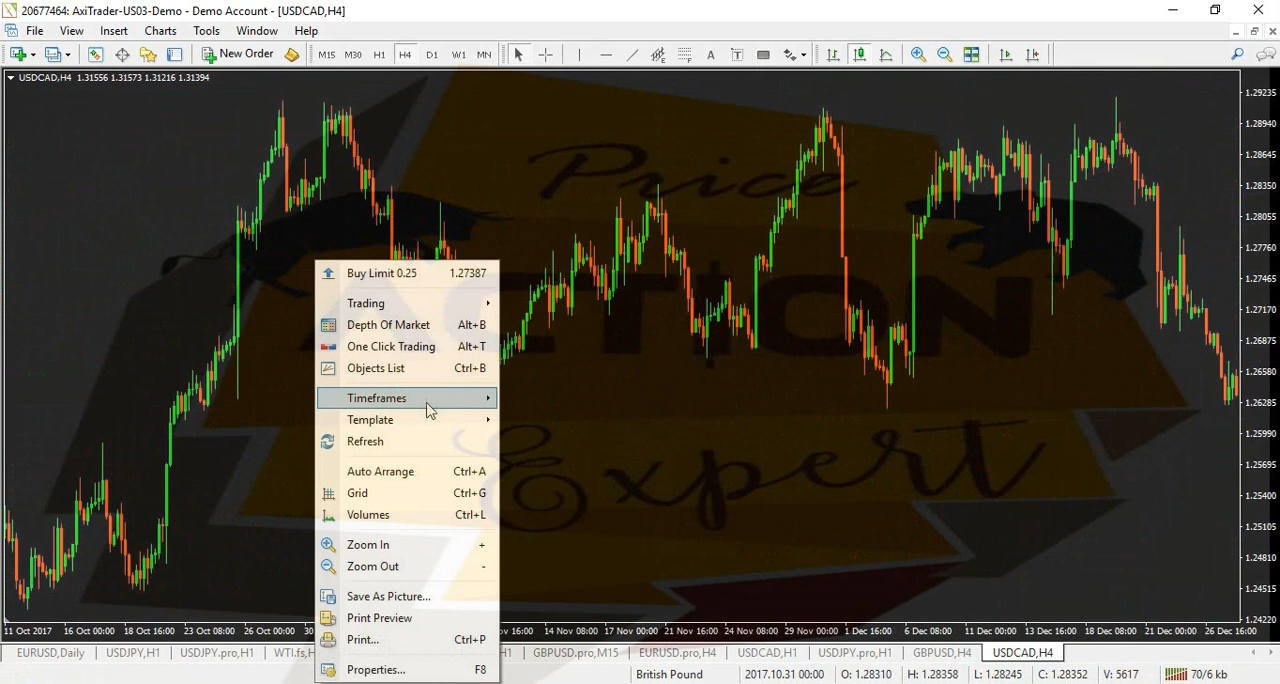 20677464: AxiTrader-US03-Demo - Demo Account - [USDCAD,H4]
File View Insert Charts Tools Window Help
New Order M15 M30 H1 H4 D1 W1 MN A T
USDCAD,H4 1.31556 1.31573 1.31216 1.31394
1.29235
1.28940
1.28645
1.28350
1.28055
1.27760
1.27465
1.27170
1.26875
1.26580
1.26285
1.25990
1.25695
1.25400
1.25105
1.24810
1.24515
1.24220
Price
ACTION
Expert
Buy Limit 0.25 1.27387
Trading
Depth Of Market Alt+B
One Click Trading Alt+T
Objects List Ctrl+B
Timeframes
Template
Refresh
Auto Arrange Ctrl+A
Grid Ctrl+G
Volumes Ctrl+L
Zoom In +
Zoom Out -
Save As Picture...
Print Preview
Print... Ctrl+P
Properties... F8
11 Oct 2017 16 Oct 00:00 18 Oct 16:00 23 Oct 08:00 26 Oct 00:00 30 16:00 14 Nov 08:00 17 Nov 00:00 21 Nov 16:00 24 Nov 08:00 29 Nov 00:00 1 Dec 16:00 6 Dec 08:00 11 Dec 00:00 13 Dec 16:00 18 Dec 08:00 21 Dec 00:00 26 Dec 16:00
EURUSD,Daily USDJPY,H1 USDJPY.pro,H1 WTI.fs,H H1 GBPUSD.pro,M15 EURUSD.pro,H4 USDCAD,H1 USDJPY.pro,H1 GBPUSD,H4 USDCAD,H4
British Pound 2017.10.31 00:00 O: 1.28310 H: 1.28358 L: 1.28245 C: 1.28352 V: 5617 70/6 kb